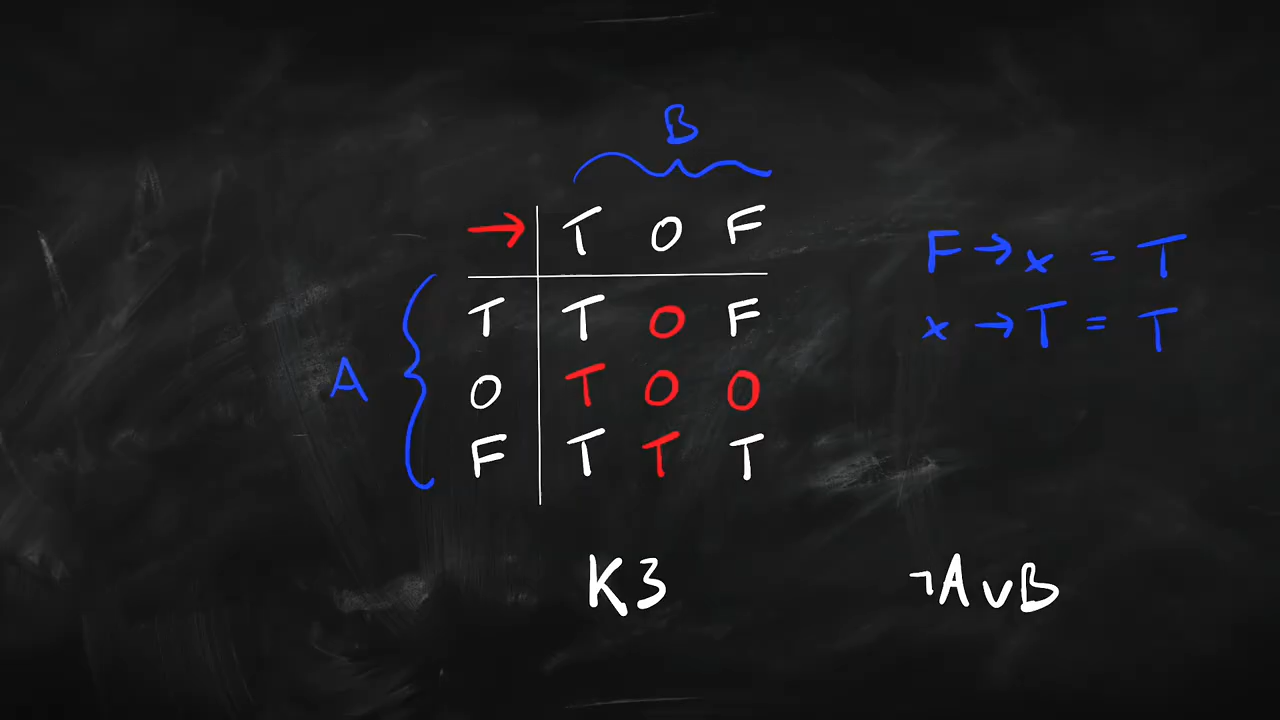 B
→ T O F
T T O F
A O T O O
F T T T
F → x = T
x → T = T
K3
¬A∨B